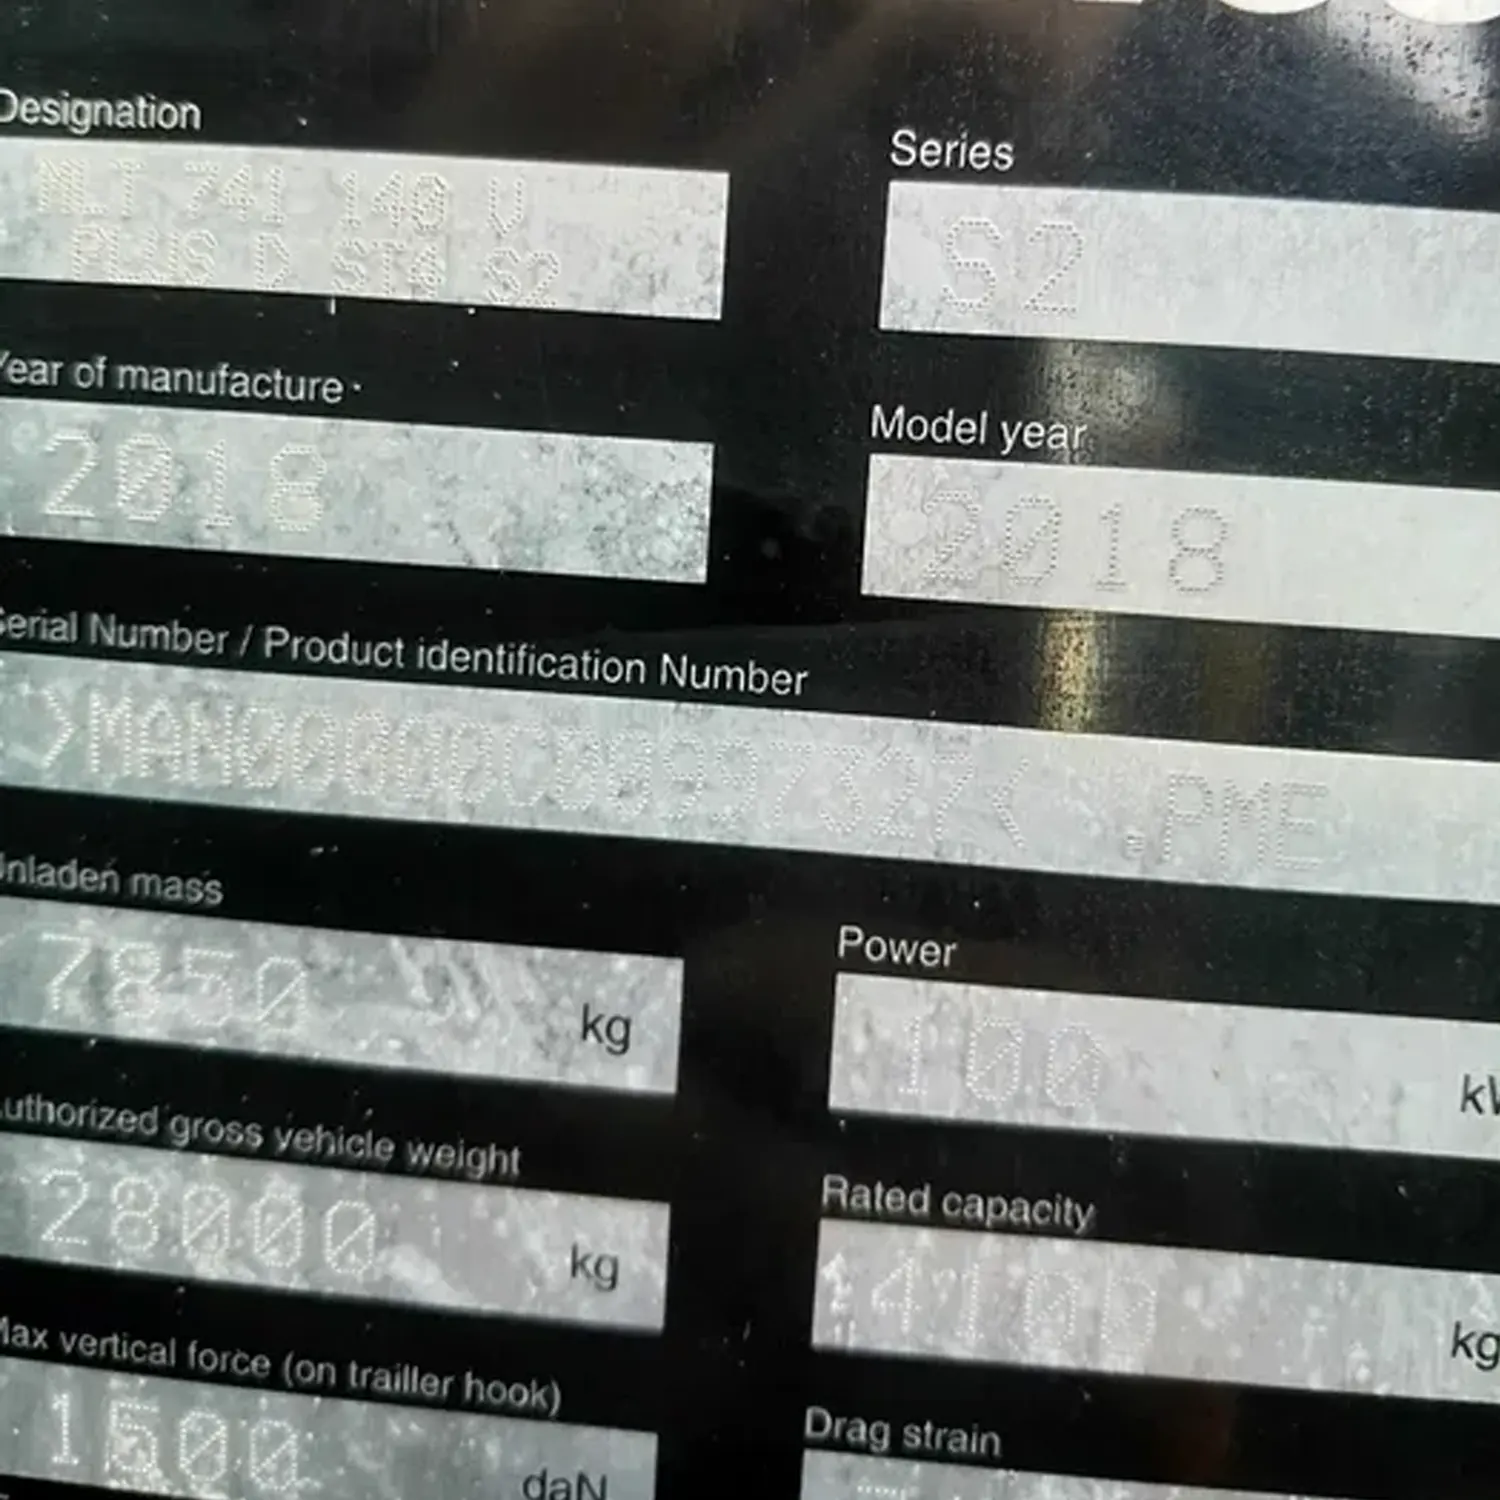 Designation
MLT 741 140 V
PLUS D ST4 S2
Series
S2
Year of manufacture
2018
Model year
2018
Serial Number / Product identification Number
>MAN00000C00997327< .PME
Unladen mass
7850 kg
Power
100 kW
Authorized gross vehicle weight
28000 kg
Rated capacity
4100 kg
Max vertical force (on trailler hook)
1500 daN
Drag strain